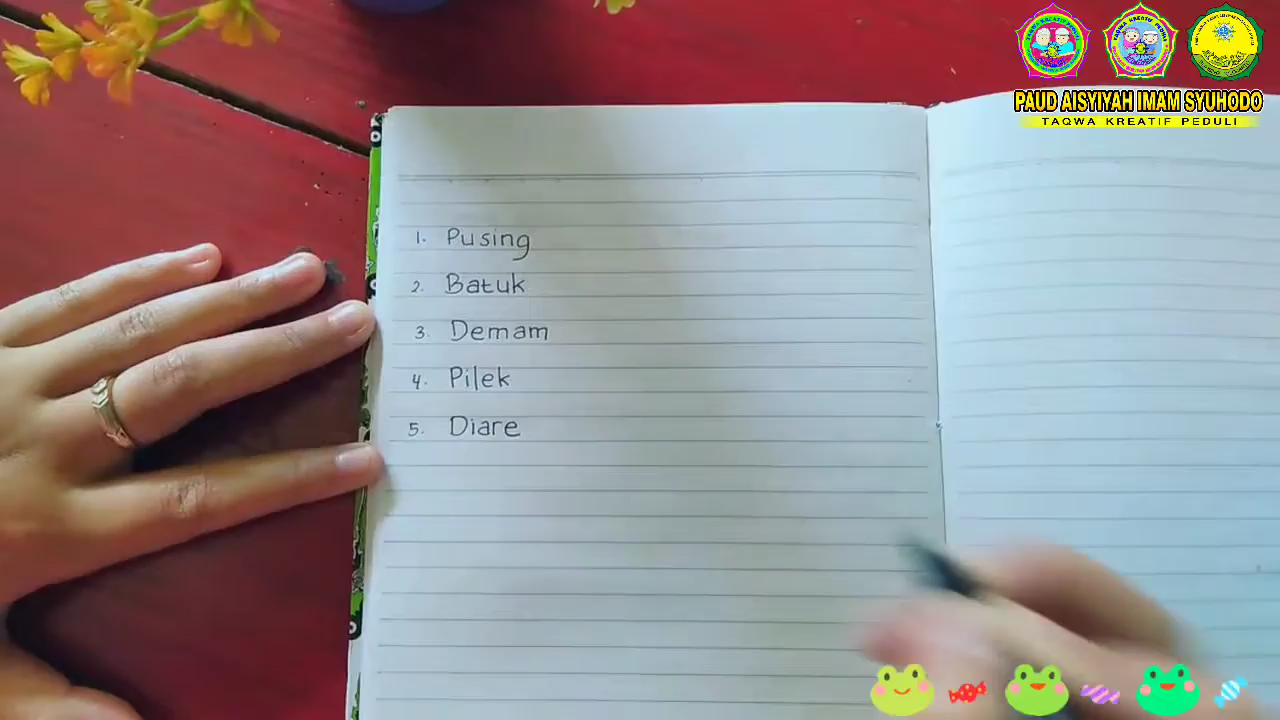 PAUD AISYIYAH IMAM SYUHODO
TAQWA KREATIF PEDULI
1. Pusing
2. Batuk
3. Demam
4. Pilek
5. Diare